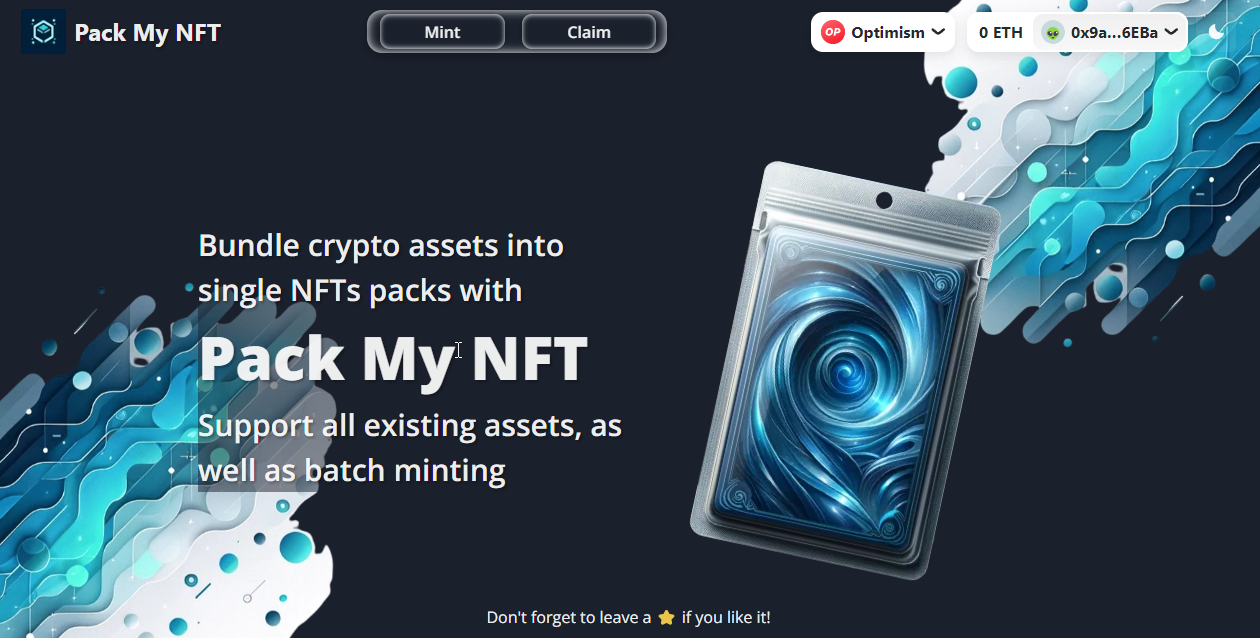 Pack My NFT
Mint
Claim
OP Optimism
0 ETH
0x9a...6EBa
Bundle crypto assets into
single NFTs packs with
Pack My NFT
Support all existing assets, as
well as batch minting
Don't forget to leave a ⭐ if you like it!